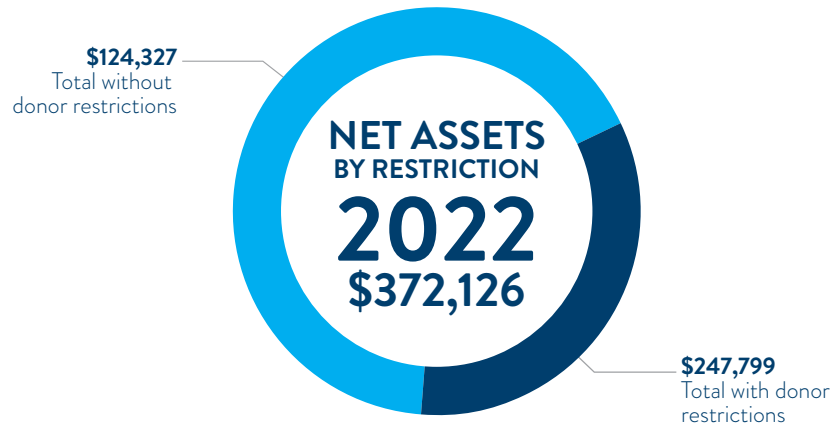 $124,327
Total without
donor restrictions
NET ASSETS
BY RESTRICTION
2022
$372,126
$247,799
Total with donor
restrictions